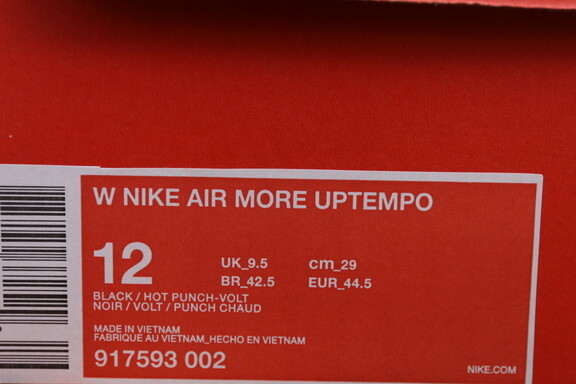 W NIKE AIR MORE UPTEMPO
12
UK_9.5 cm_29
BR_42.5 EUR_44.5
BLACK / HOT PUNCH-VOLT
NOIR / VOLT / PUNCH CHAUD
MADE IN VIETNAM
FABRIQUE AU VIETNAM_HECHO EN VIETNAM
917593 002
NIKE.COM